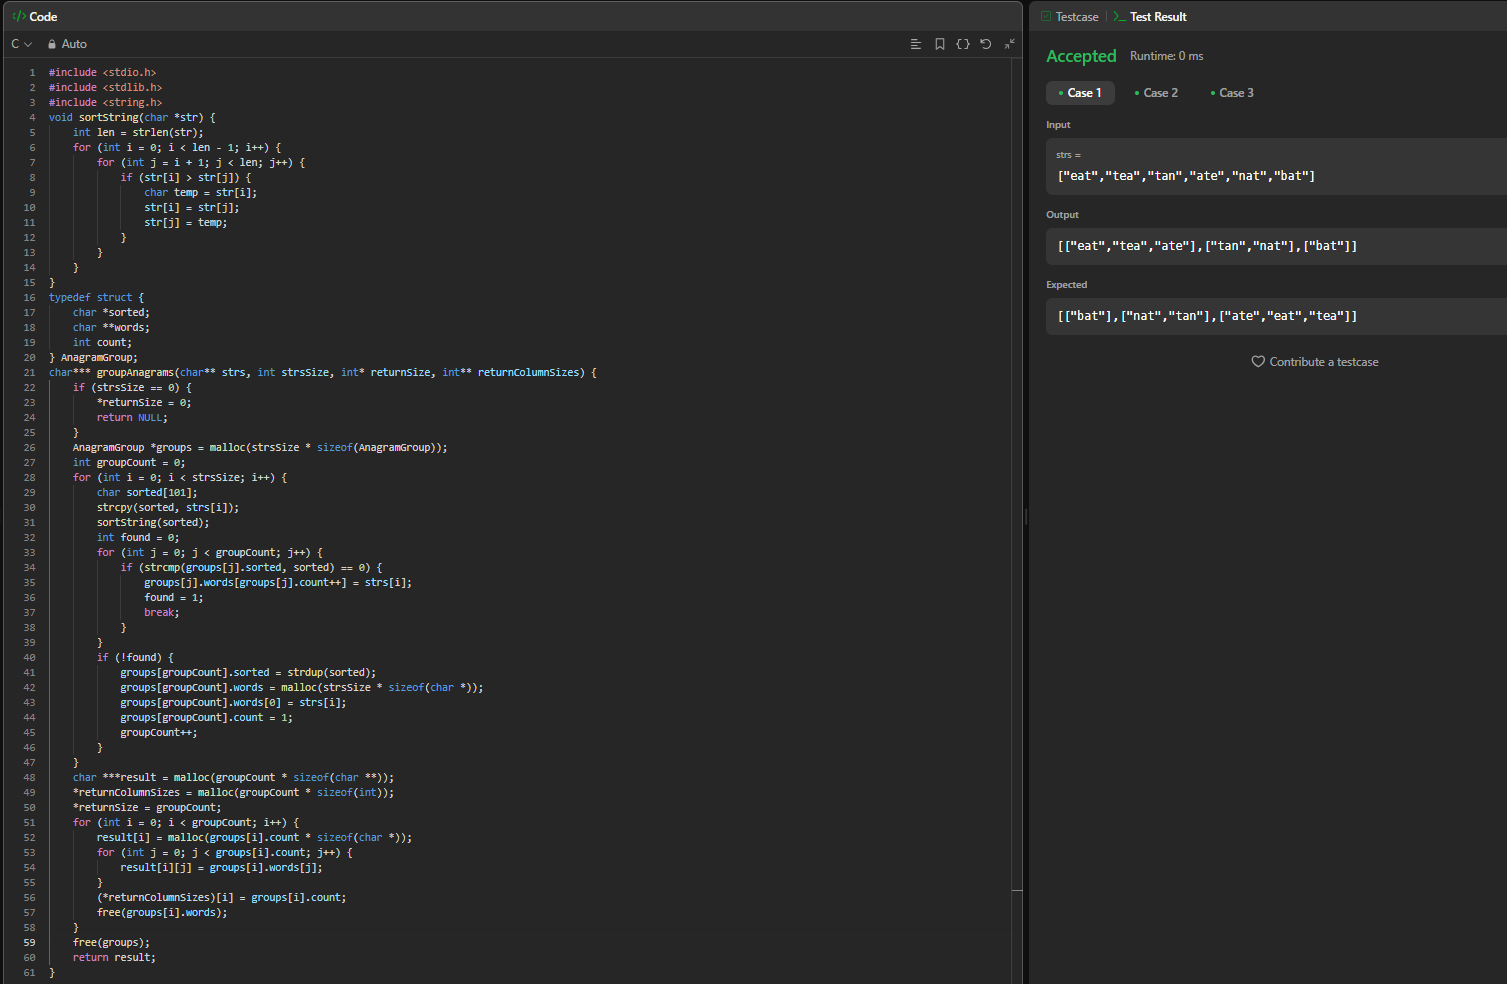 </> Code
C Auto
1 #include <stdio.h>
2 #include <stdlib.h>
3 #include <string.h>
4 void sortString(char *str) {
5     int len = strlen(str);
6     for (int i = 0; i < len - 1; i++) {
7         for (int j = i + 1; j < len; j++) {
8             if (str[i] > str[j]) {
9                 char temp = str[i];
10                 str[i] = str[j];
11                 str[j] = temp;
12             }
13         }
14     }
15 }
16 typedef struct {
17     char *sorted;
18     char **words;
19     int count;
20 } AnagramGroup;
21 char*** groupAnagrams(char** strs, int strsSize, int* returnSize, int** returnColumnSizes) {
22     if (strsSize == 0) {
23         *returnSize = 0;
24         return NULL;
25     }
26     AnagramGroup *groups = malloc(strsSize * sizeof(AnagramGroup));
27     int groupCount = 0;
28     for (int i = 0; i < strsSize; i++) {
29         char sorted[101];
30         strcpy(sorted, strs[i]);
31         sortString(sorted);
32         int found = 0;
33         for (int j = 0; j < groupCount; j++) {
34             if (strcmp(groups[j].sorted, sorted) == 0) {
35                 groups[j].words[groups[j].count++] = strs[i];
36                 found = 1;
37                 break;
38             }
39         }
40         if (!found) {
41             groups[groupCount].sorted = strdup(sorted);
42             groups[groupCount].words = malloc(strsSize * sizeof(char *));
43             groups[groupCount].words[0] = strs[i];
44             groups[groupCount].count = 1;
45             groupCount++;
46         }
47     }
48     char ***result = malloc(groupCount * sizeof(char **));
49     *returnColumnSizes = malloc(groupCount * sizeof(int));
50     *returnSize = groupCount;
51     for (int i = 0; i < groupCount; i++) {
52         result[i] = malloc(groups[i].count * sizeof(char *));
53         for (int j = 0; j < groups[i].count; j++) {
54             result[i][j] = groups[i].words[j];
55         }
56         (*returnColumnSizes)[i] = groups[i].count;
57         free(groups[i].words);
58     }
59     free(groups);
60     return result;
61 }
Testcase | >_ Test Result
Accepted Runtime: 0 ms
• Case 1 • Case 2 • Case 3
Input
strs =
["eat","tea","tan","ate","nat","bat"]
Output
[["eat","tea","ate"],["tan","nat"],["bat"]]
Expected
[["bat"],["nat","tan"],["ate","eat","tea"]]
Contribute a testcase